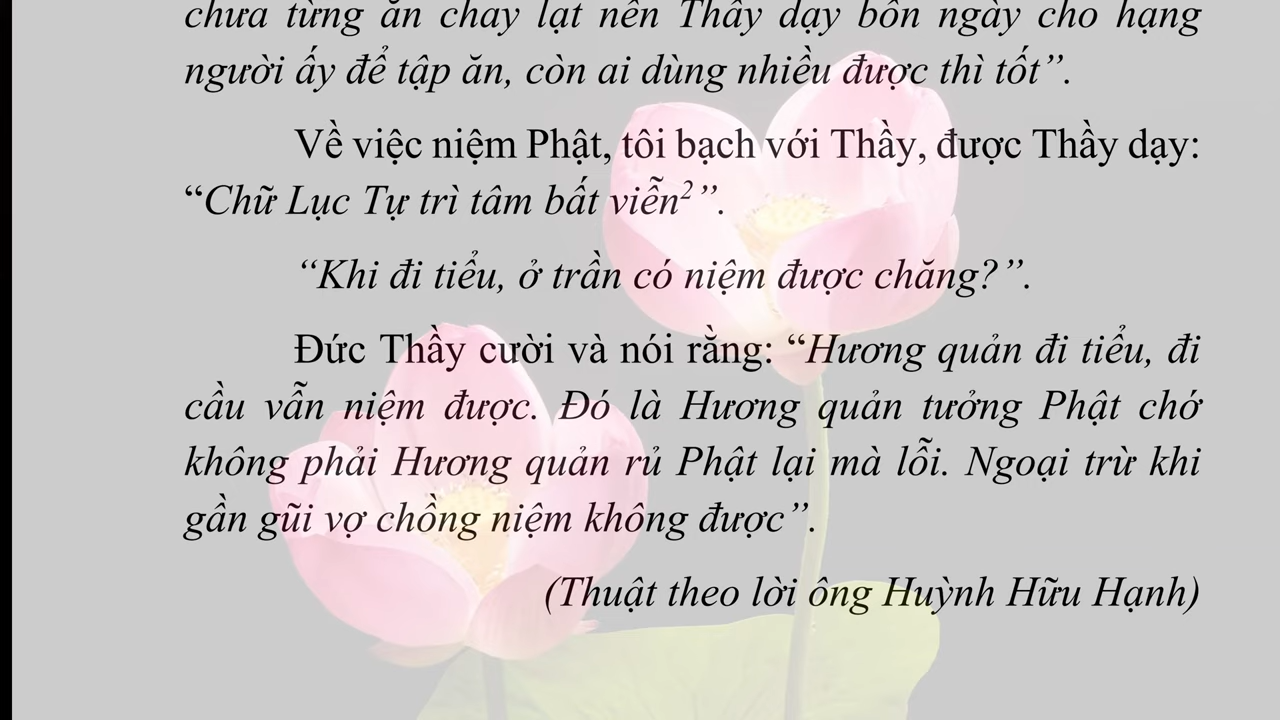 chưa từng ăn chay lạt nên Thầy dạy bốn ngày cho hạng
người ấy để tập ăn, còn ai dùng nhiều được thì tốt”.
Về việc niệm Phật, tôi bạch với Thầy, được Thầy dạy:
“Chữ Lục Tự trì tâm bất viễn²”.
“Khi đi tiểu, ở trần có niệm được chăng?”.
Đức Thầy cười và nói rằng: “Hương quản đi tiểu, đi
cầu vẫn niệm được. Đó là Hương quản tưởng Phật chớ
không phải Hương quản rủ Phật lại mà lỗi. Ngoại trừ khi
gần gũi vợ chồng niệm không được”.
(Thuật theo lời ông Huỳnh Hữu Hạnh)